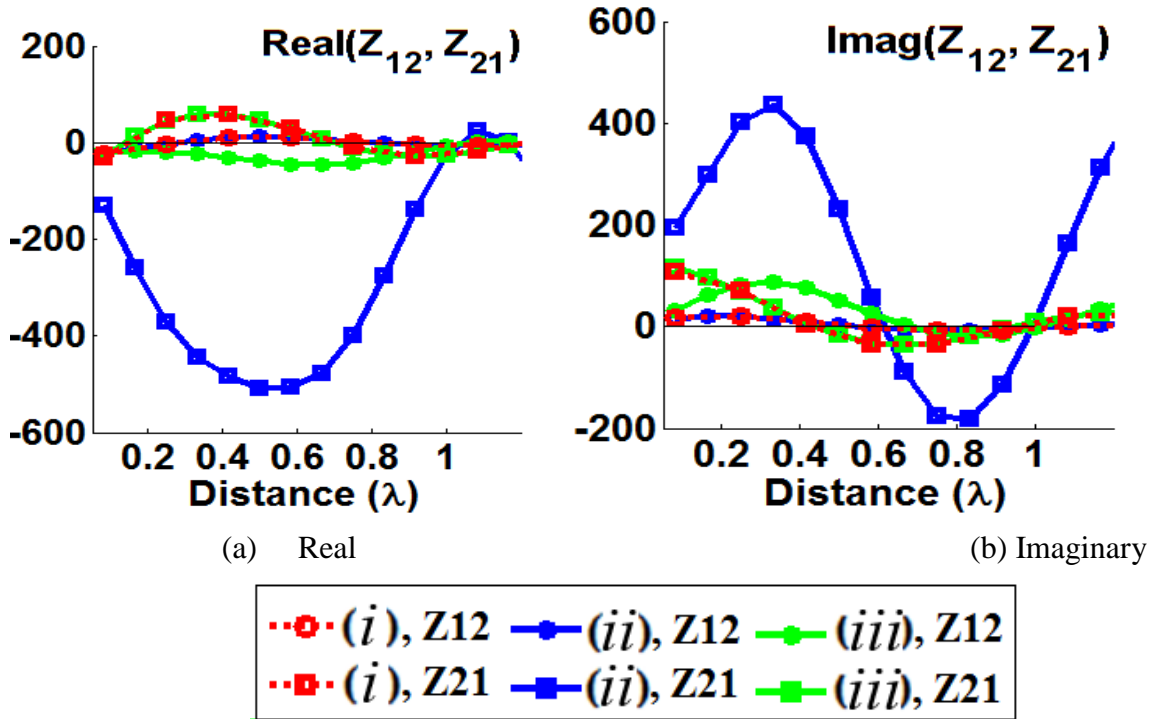 Real(Z12, Z21)
200
0
-200
-400
-600
0.2 0.4 0.6 0.8 1
Distance (λ)
(a) Real
Imag(Z12, Z21)
600
400
200
0
-200
0.2 0.4 0.6 0.8 1
Distance (λ)
(b) Imaginary
(i), Z12 (ii), Z12 (iii), Z12
(i), Z21 (ii), Z21 (iii), Z21